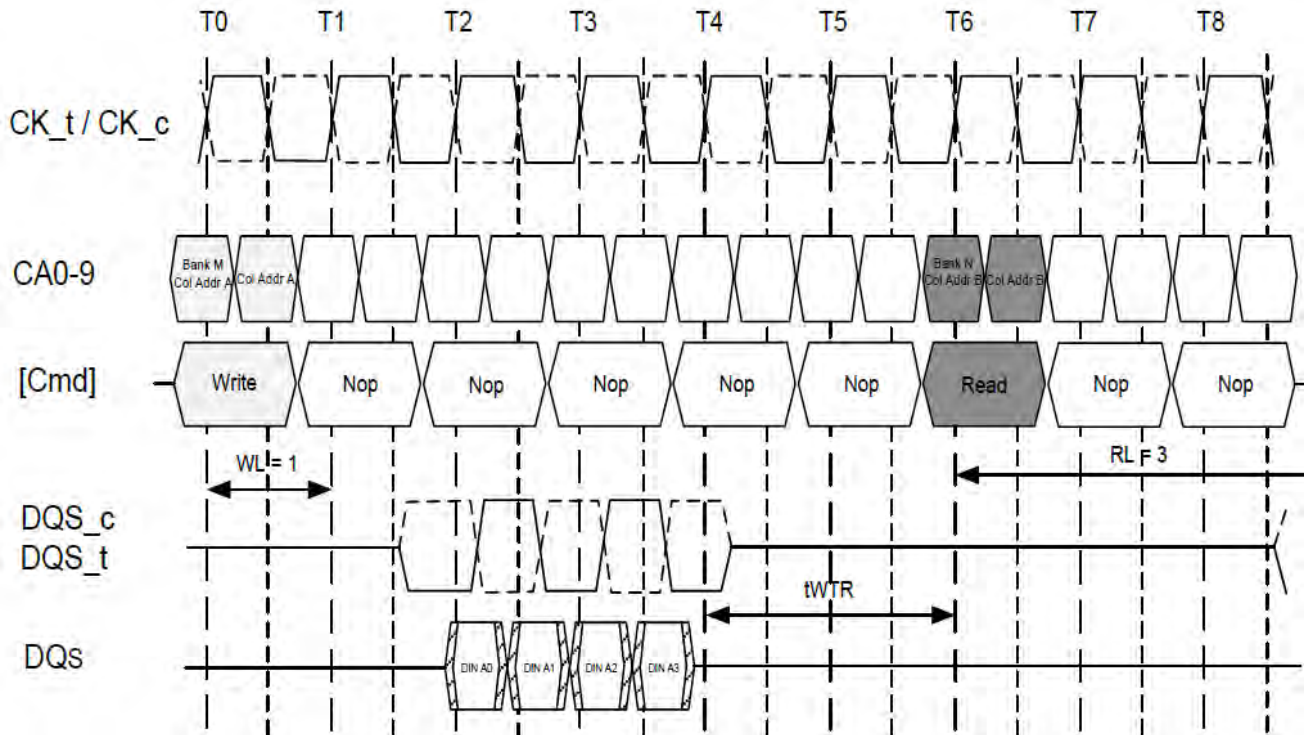 T0 T1 T2 T3 T4 T5 T6 T7 T8
CK_t / CK_c
CA0-9
Bank M
Col Addr A
Col Addr A
Bank N
Col Addr B
Col Addr B
[Cmd]
Write Nop Nop Nop Nop Nop Read Nop Nop
WL = 1
RL = 3
DQS_c
DQS_t
tWTR
DQs
DIN A0 DIN A1 DIN A2 DIN A3